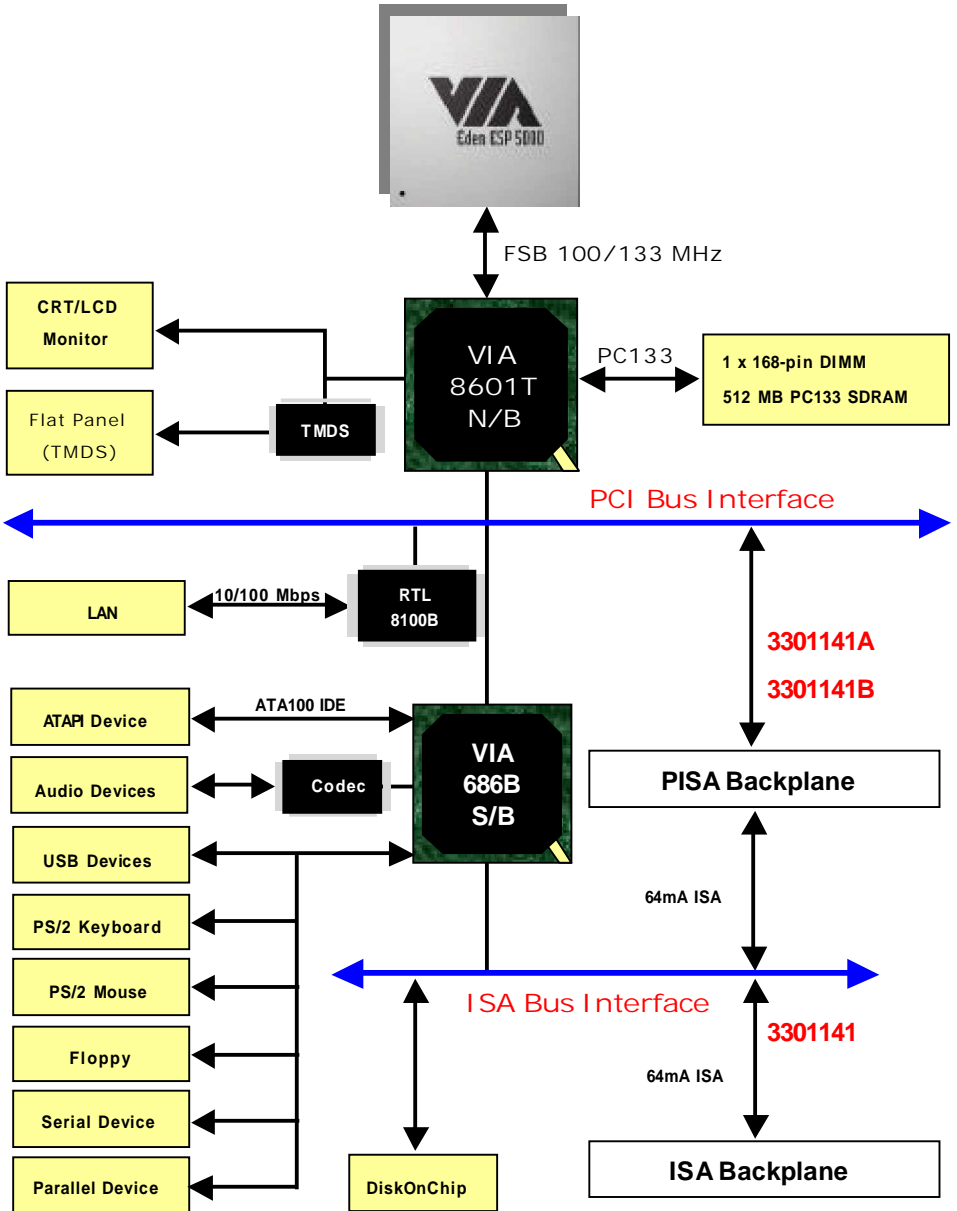 VIA
Eden ESP 5000
FSB 100/133 MHz
CRT/LCD
Monitor
VIA
8601T
N/B
PC133
1 x 168-pin DIMM
512 MB PC133 SDRAM
Flat Panel
(TMDS)
TMDS
PCI Bus Interface
LAN
10/100 Mbps
RTL
8100B
3301141A
3301141B
ATAPI Device
ATA100 IDE
VIA
686B
S/B
PISA Backplane
Audio Devices
Codec
USB Devices
64mA ISA
PS/2 Keyboard
PS/2 Mouse
ISA Bus Interface
3301141
Floppy
64mA ISA
Serial Device
Parallel Device
DiskOnChip
ISA Backplane